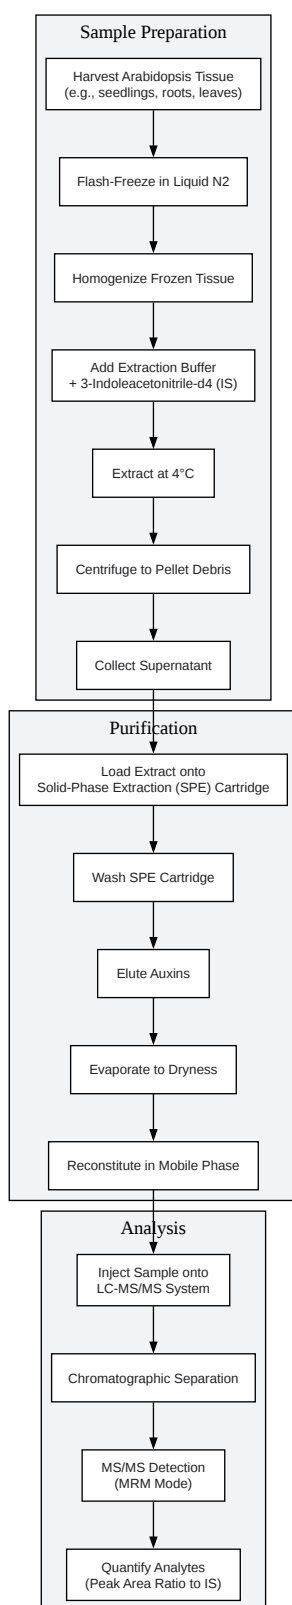 Sample Preparation
Harvest Arabidopsis Tissue
(e.g., seedlings, roots, leaves)
Flash-Freeze in Liquid N2
Homogenize Frozen Tissue
Add Extraction Buffer
+ 3-Indoleacetonitrile-d4 (IS)
Extract at 4°C
Centrifuge to Pellet Debris
Collect Supernatant
Purification
Load Extract onto
Solid-Phase Extraction (SPE) Cartridge
Wash SPE Cartridge
Elute Auxins
Evaporate to Dryness
Reconstitute in Mobile Phase
Analysis
Inject Sample onto
LC-MS/MS System
Chromatographic Separation
MS/MS Detection
(MRM Mode)
Quantify Analytes
(Peak Area Ratio to IS)